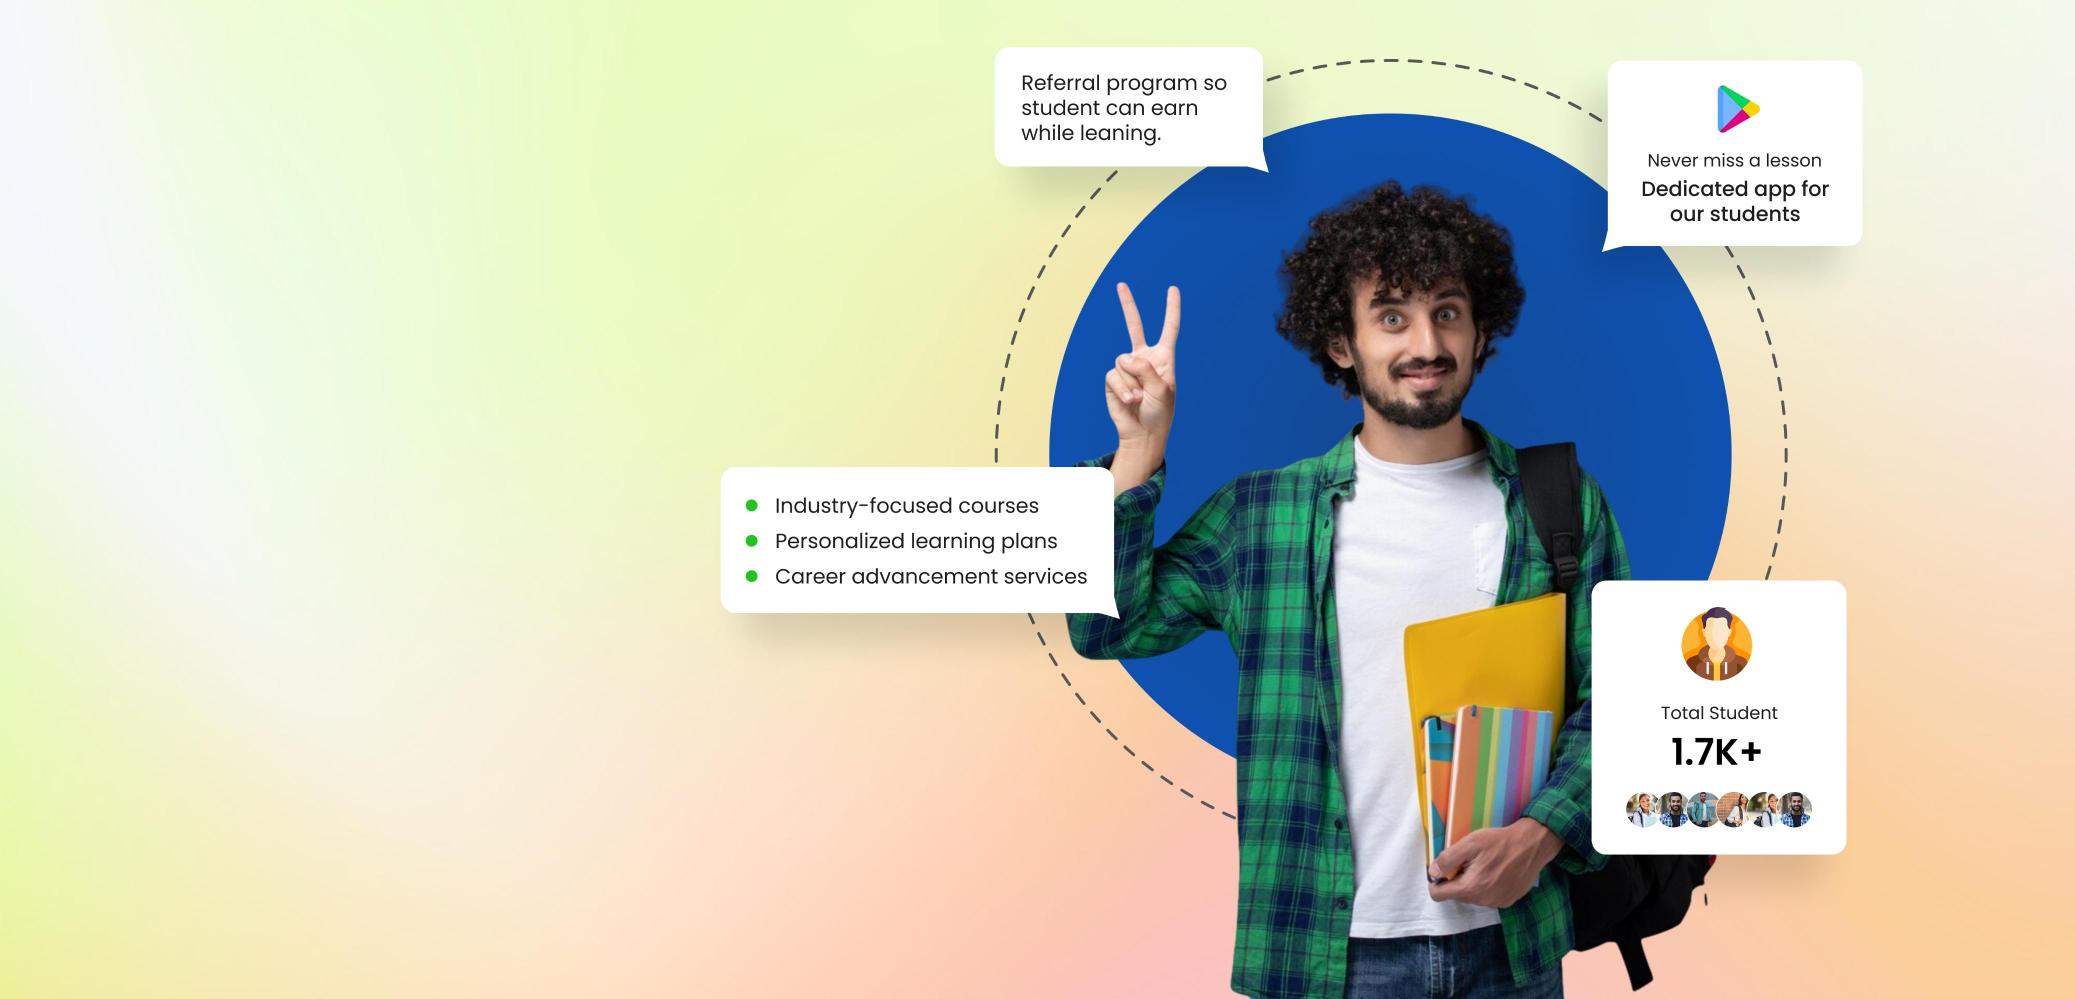 Referral program so
student can earn
while leaning.
Never miss a lesson
Dedicated app for
our students
Industry-focused courses
Personalized learning plans
Career advancement services
Total Student
1.7K+